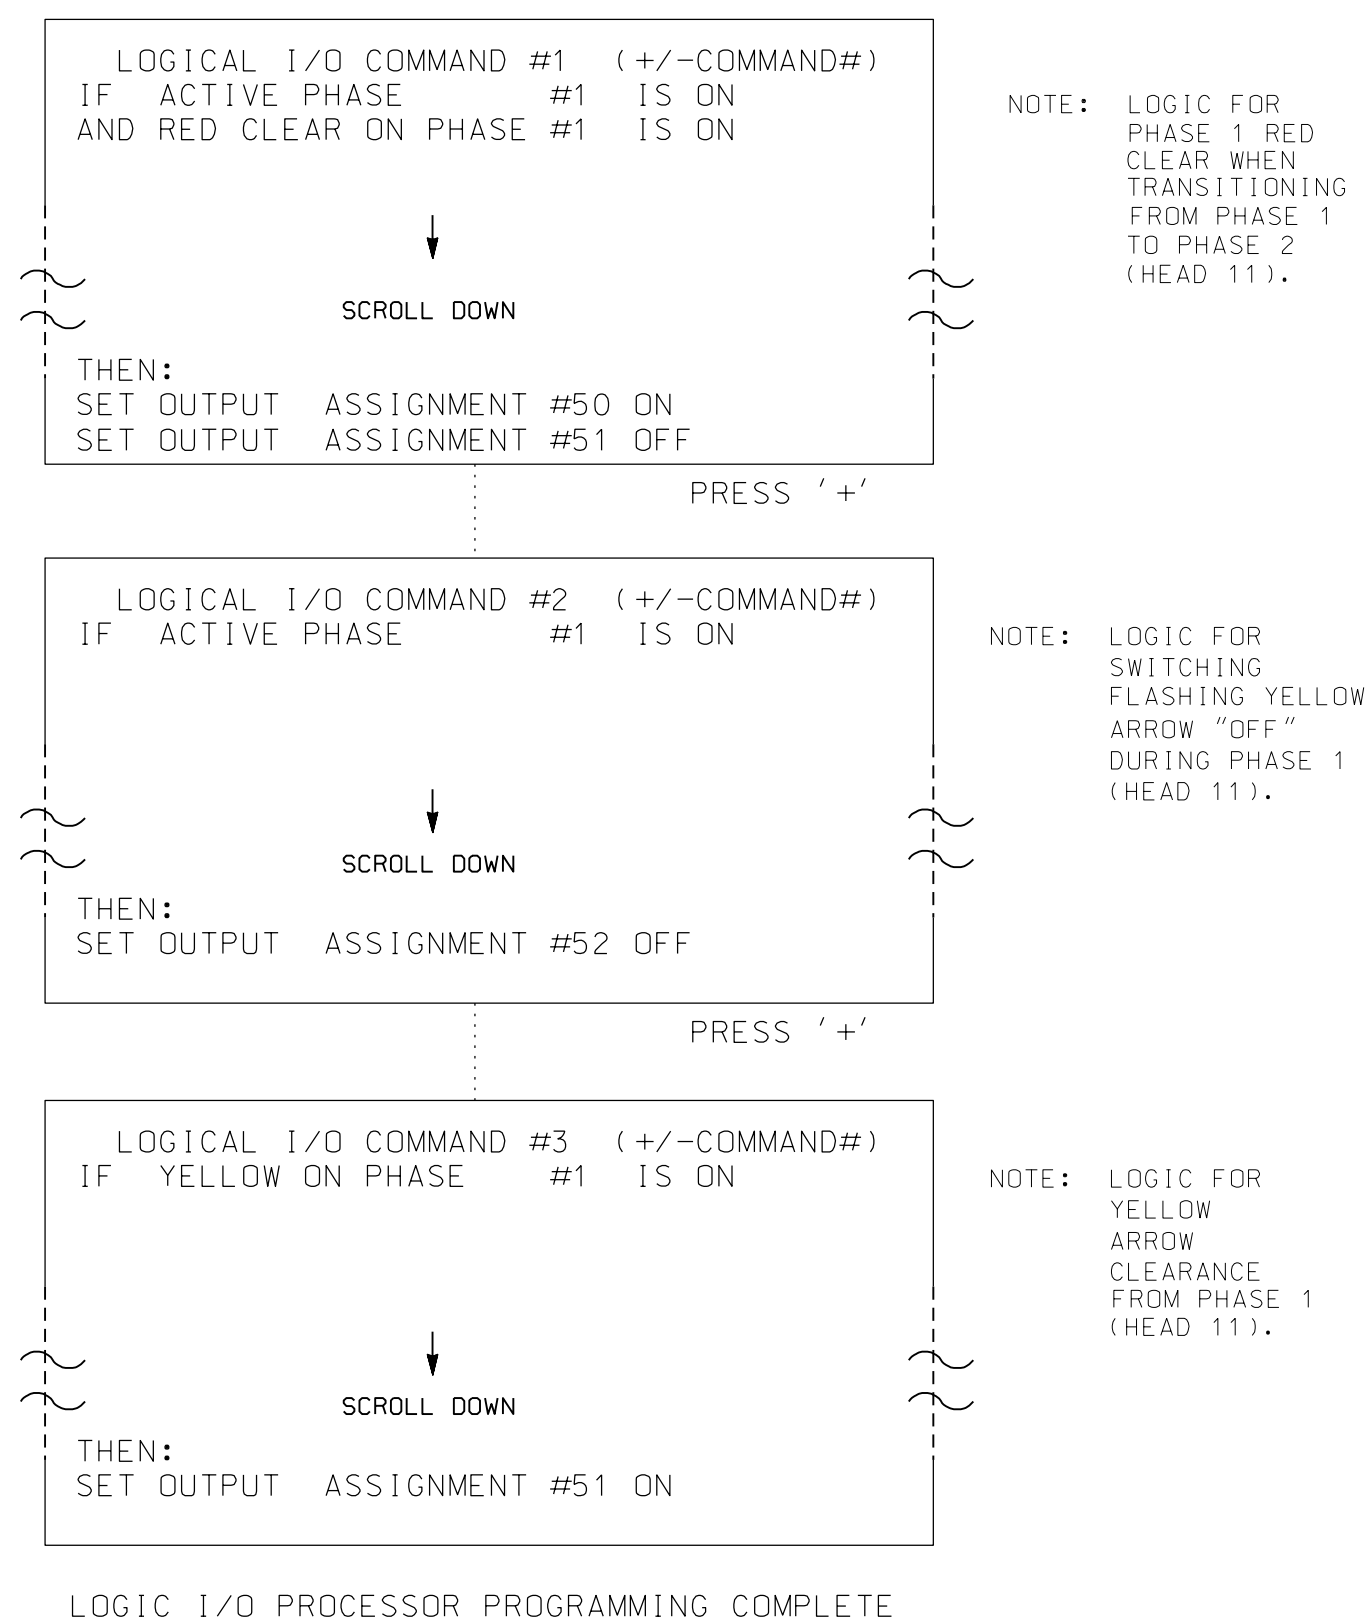 LOGICAL I/O COMMAND #1 (+/-COMMAND#)
IF ACTIVE PHASE #1 IS ON
AND RED CLEAR ON PHASE #1 IS ON
SCROLL DOWN
THEN:
SET OUTPUT ASSIGNMENT #50 ON
SET OUTPUT ASSIGNMENT #51 OFF
NOTE: LOGIC FOR
PHASE 1 RED
CLEAR WHEN
TRANSITIONING
FROM PHASE 1
TO PHASE 2
(HEAD 11).
PRESS '+'
LOGICAL I/O COMMAND #2 (+/-COMMAND#)
IF ACTIVE PHASE #1 IS ON
SCROLL DOWN
THEN:
SET OUTPUT ASSIGNMENT #52 OFF
NOTE: LOGIC FOR
SWITCHING
FLASHING YELLOW
ARROW "OFF"
DURING PHASE 1
(HEAD 11).
PRESS '+'
LOGICAL I/O COMMAND #3 (+/-COMMAND#)
IF YELLOW ON PHASE #1 IS ON
SCROLL DOWN
THEN:
SET OUTPUT ASSIGNMENT #51 ON
NOTE: LOGIC FOR
YELLOW
ARROW
CLEARANCE
FROM PHASE 1
(HEAD 11).
LOGIC I/O PROCESSOR PROGRAMMING COMPLETE